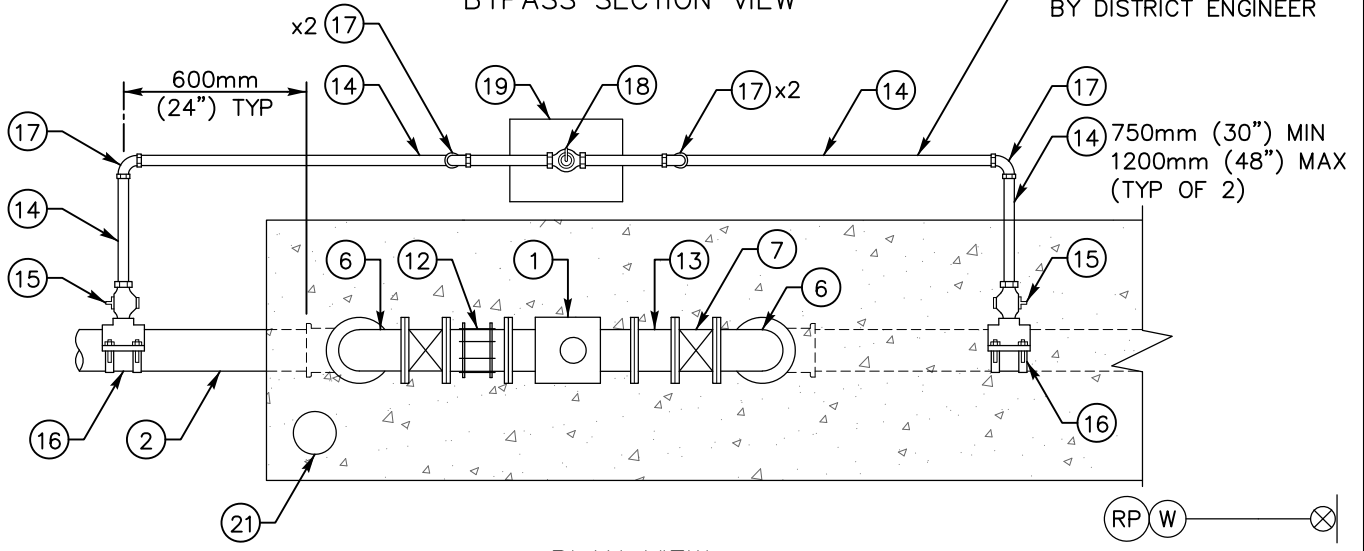 BYPASS SECTION VIEW
BY DISTRICT ENGINEER
x2 17
600mm
(24") TYP
14
19
18
17 x2
14
17
17
14 750mm (30") MIN
1200mm (48") MAX
(TYP OF 2)
14
15
6
12
1
13
7
6
15
16
2
16
21
RP W
PLAN VIEW